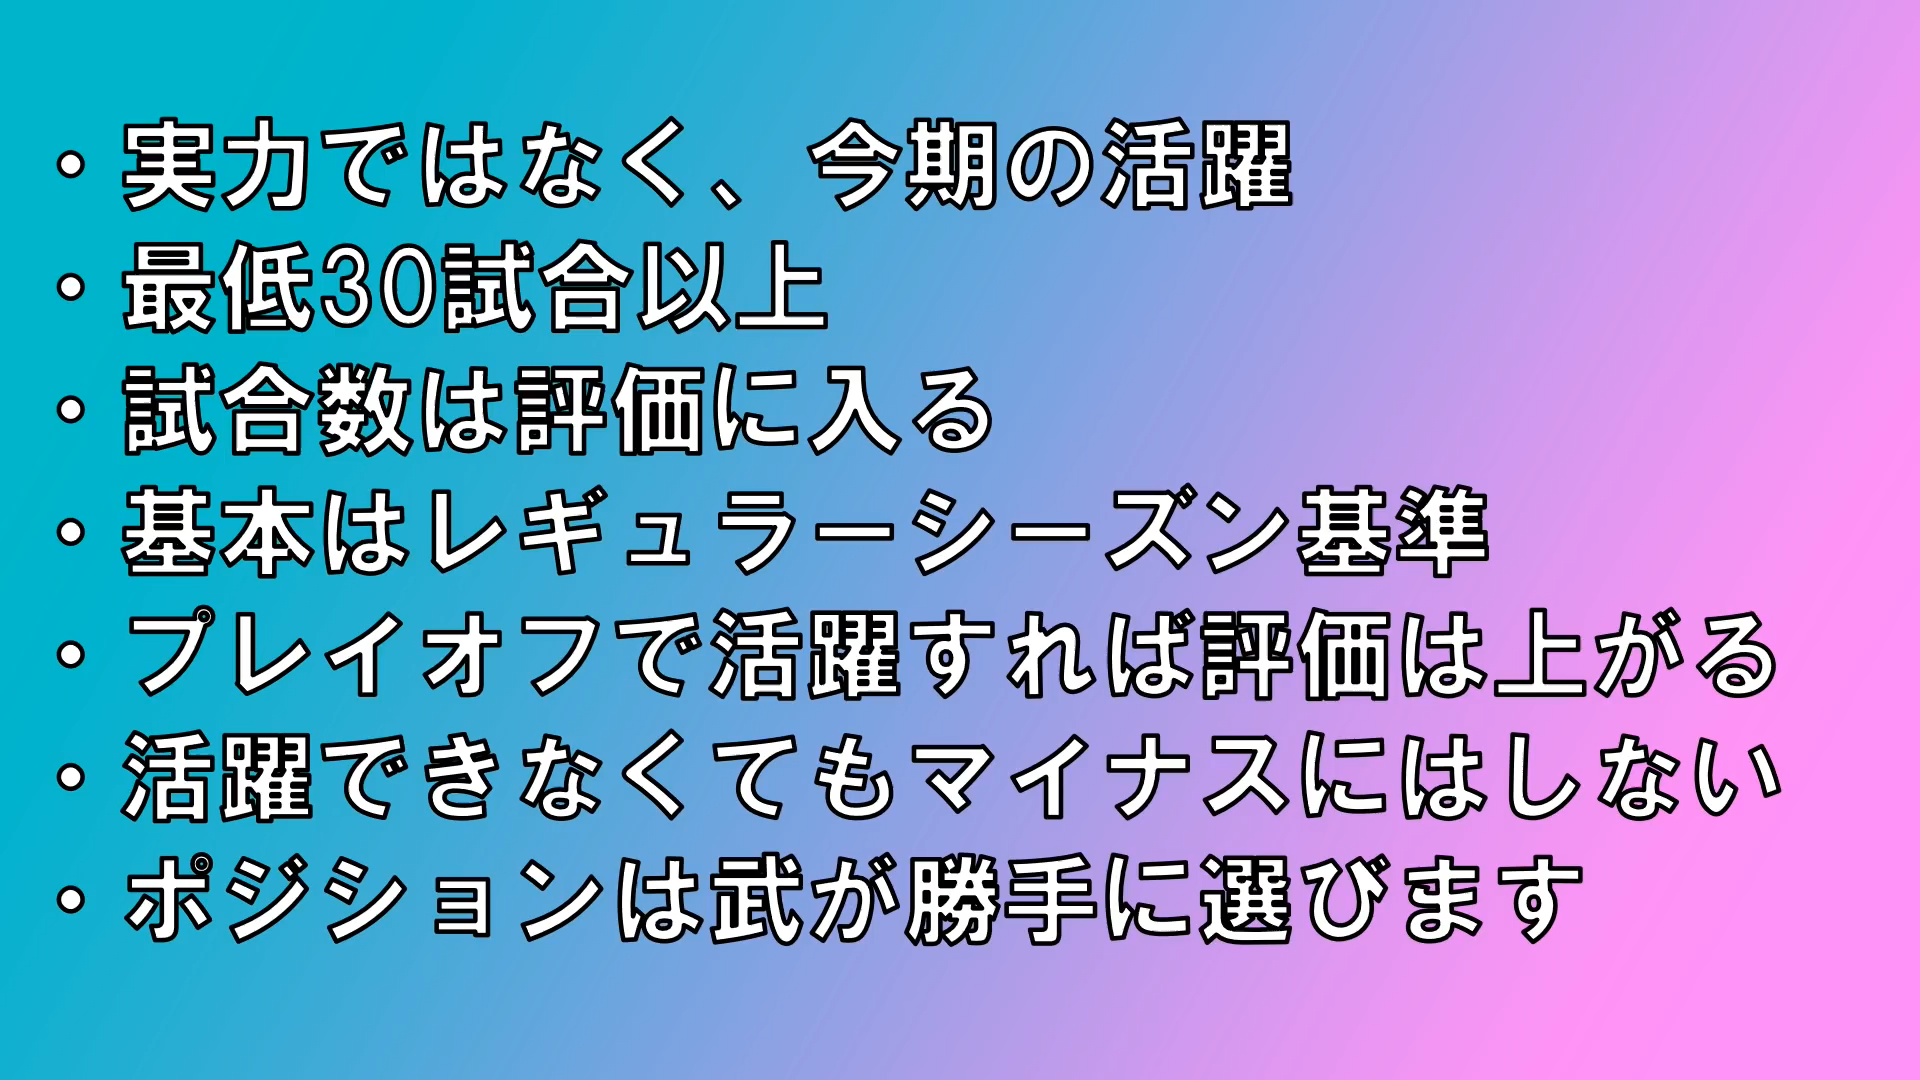 ・実力ではなく、今期の活躍
・最低30試合以上
・試合数は評価に入る
・基本はレギュラーシーズン基準
・プレイオフで活躍すれば評価は上がる
・活躍できなくてもマイナスにはしない
・ポジションは武が勝手に選びます